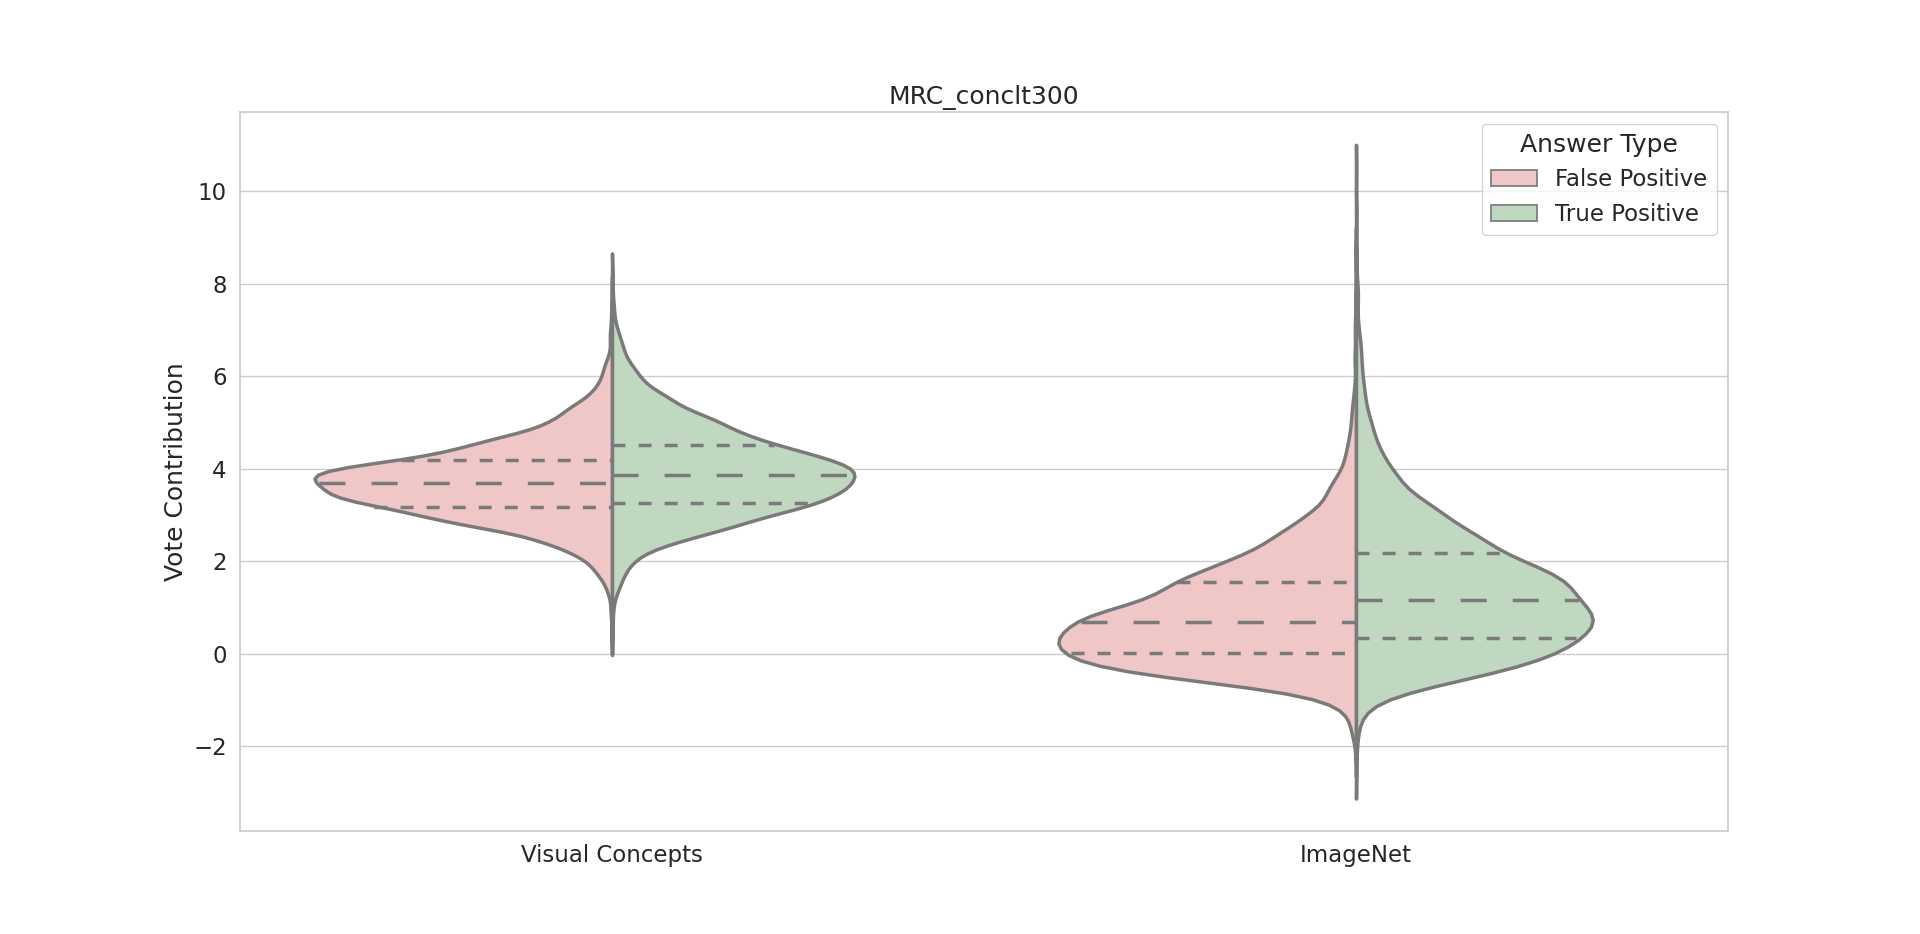 MRC_conclt300
Answer Type
False Positive
True Positive
Vote Contribution
10
8
6
4
2
0
−2
Visual Concepts
ImageNet